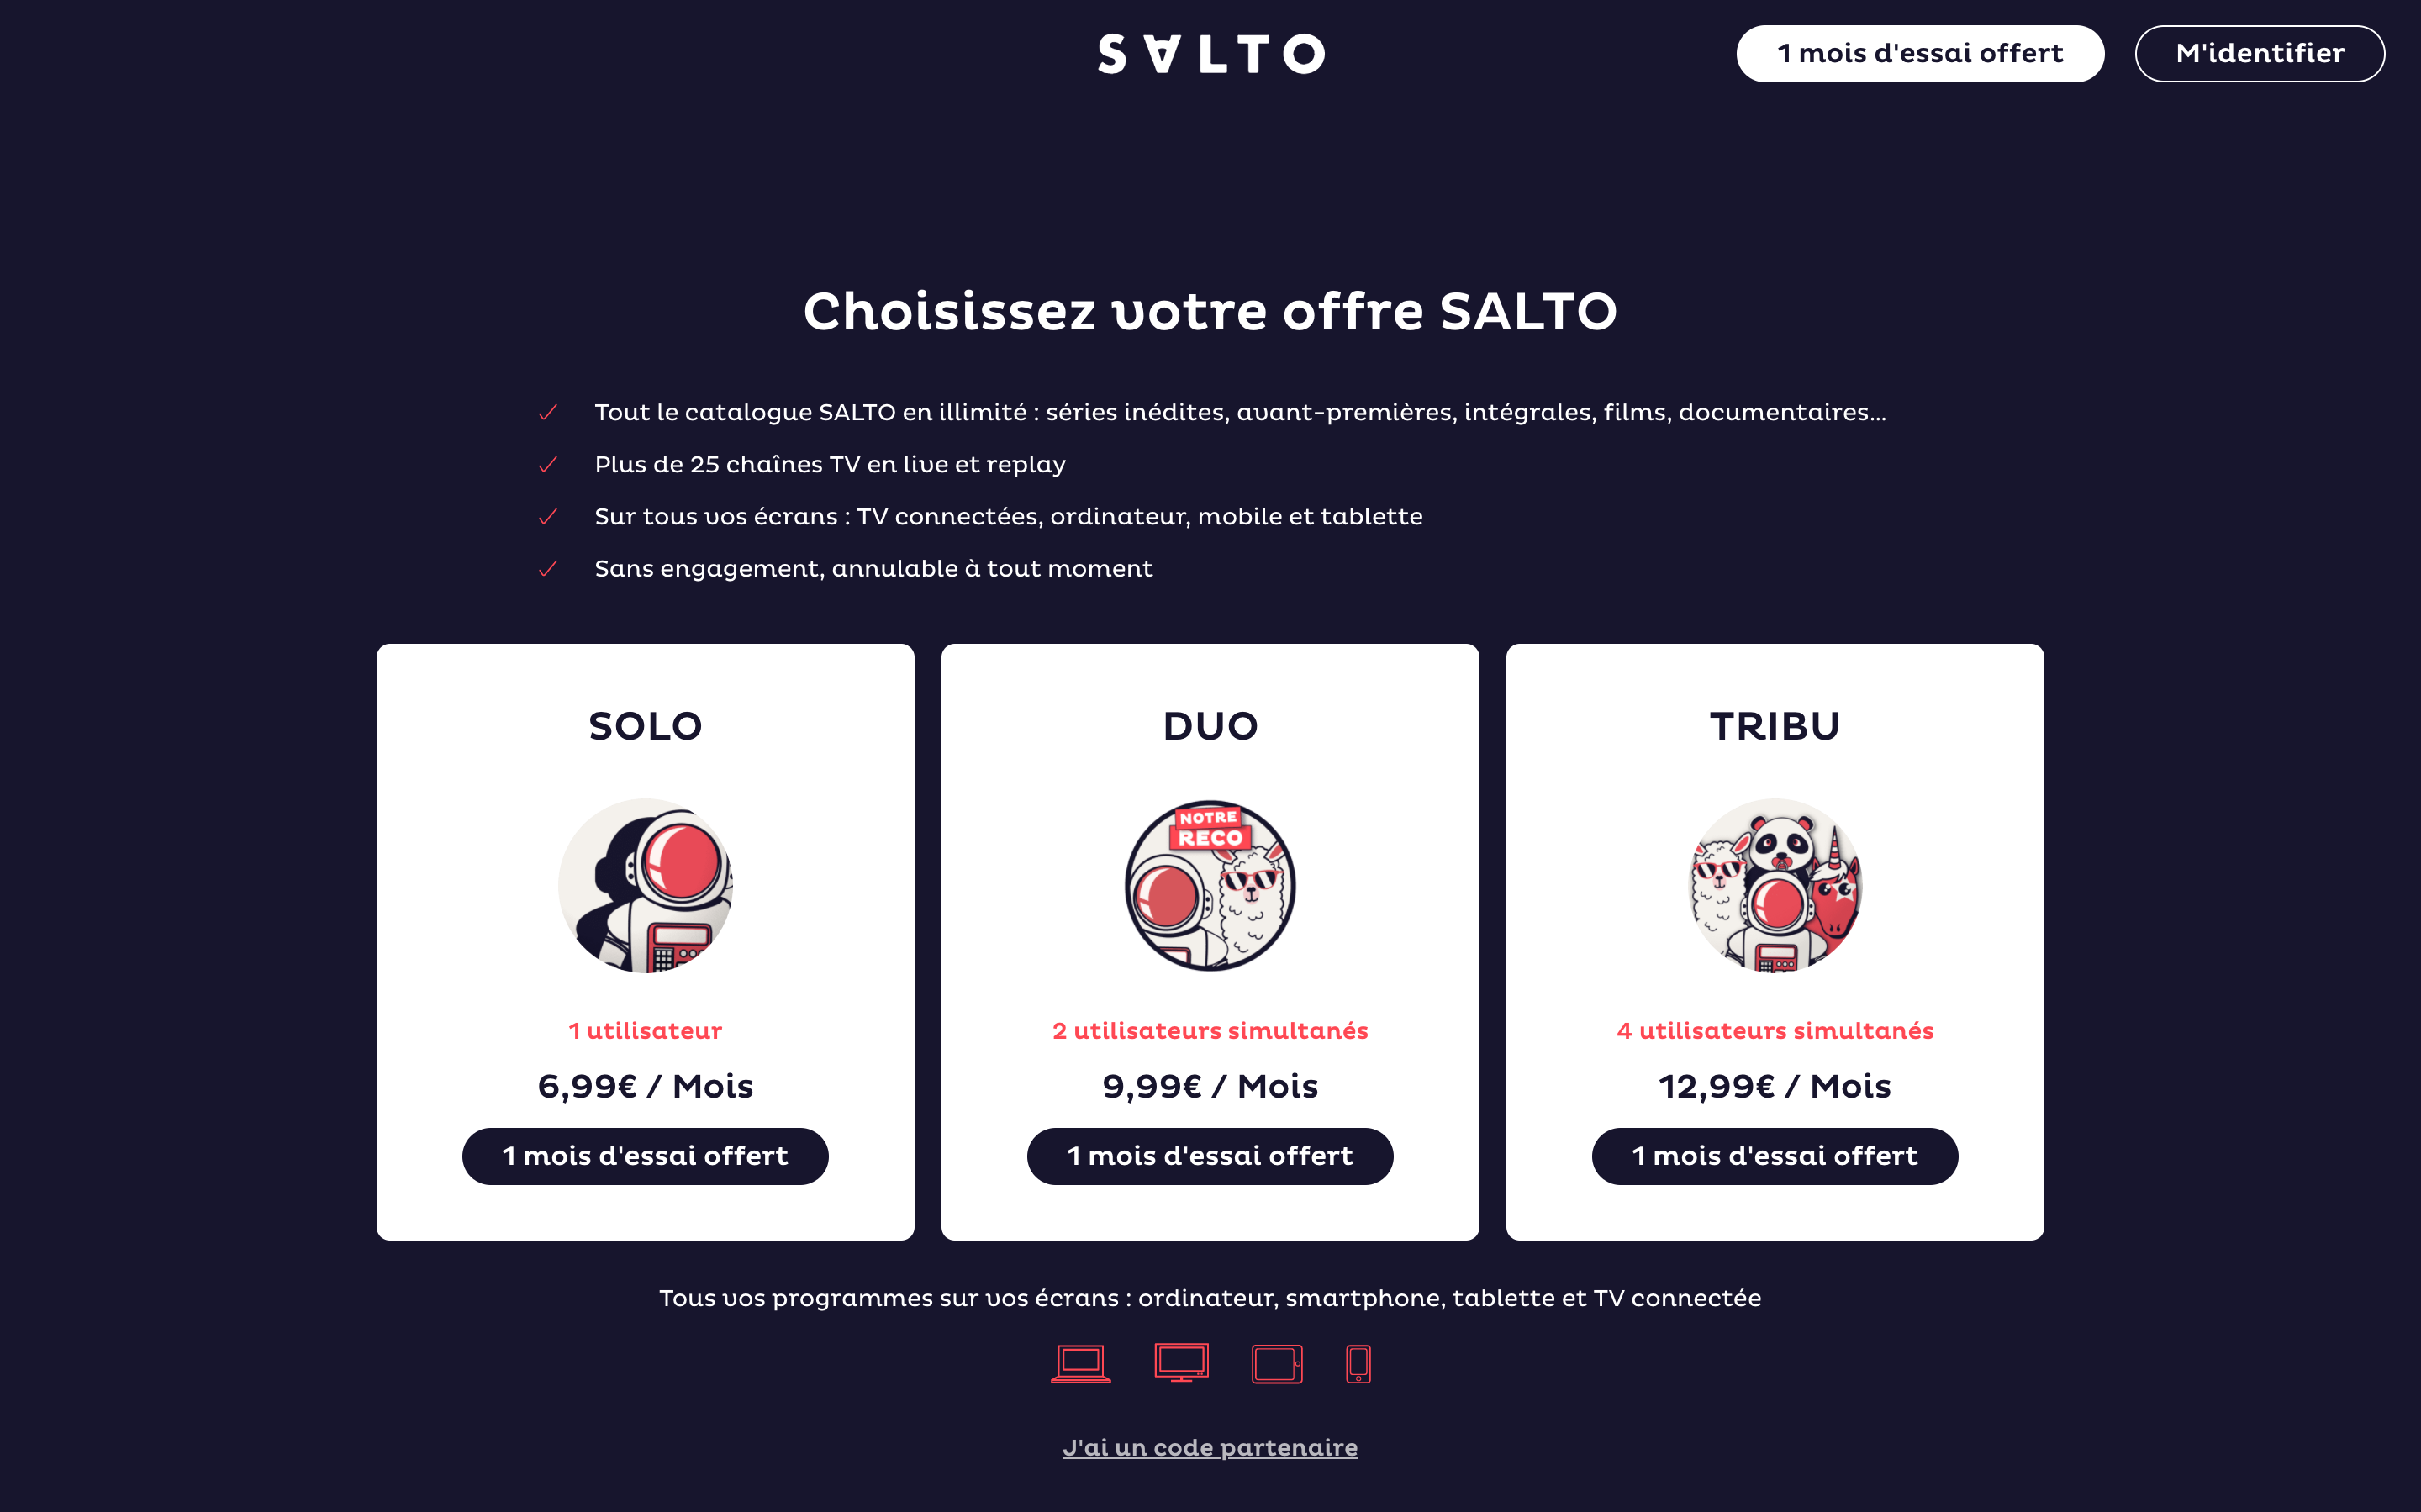 SALTO
1 mois d'essai offert
M'identifier
Choisissez votre offre SALTO
Tout le catalogue SALTO en illimité : séries inédites, avant-premières, intégrales, films, documentaires...
Plus de 25 chaînes TV en live et replay
Sur tous vos écrans : TV connectées, ordinateur, mobile et tablette
Sans engagement, annulable à tout moment
SOLO
1 utilisateur
6,99€ / Mois
1 mois d'essai offert
DUO
NOTRE
RECO
2 utilisateurs simultanés
9,99€ / Mois
1 mois d'essai offert
TRIBU
4 utilisateurs simultanés
12,99€ / Mois
1 mois d'essai offert
Tous vos programmes sur vos écrans : ordinateur, smartphone, tablette et TV connectée
J'ai un code partenaire